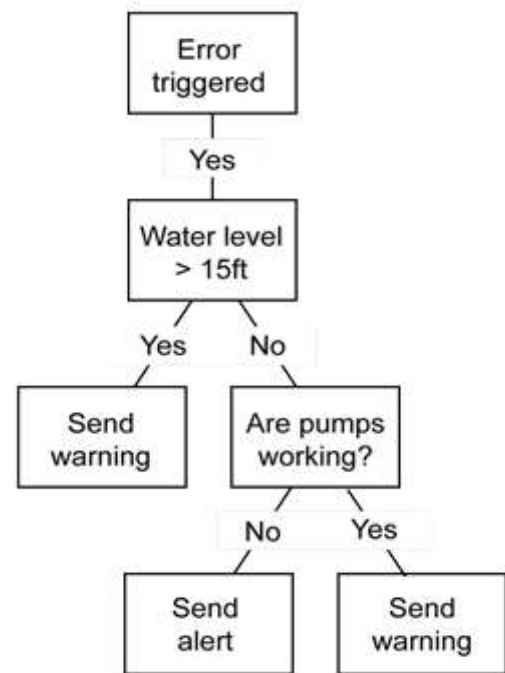 Error
triggered
Yes
Water level
> 15ft
Yes
No
Send
warning
Are pumps
working?
No
Yes
Send
alert
Send
warning